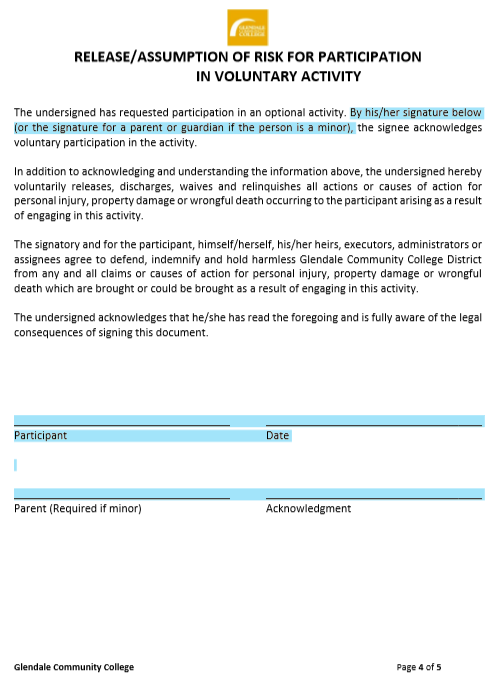 GLENDALE
COMMUNITY
COLLEGE
RELEASE/ASSUMPTION OF RISK FOR PARTICIPATION
IN VOLUNTARY ACTIVITY
The undersigned has requested participation in an optional activity. By his/her signature below
(or the signature for a parent or guardian if the person is a minor), the signee acknowledges
voluntary participation in the activity.
In addition to acknowledging and understanding the information above, the undersigned hereby
voluntarily releases, discharges, waives and relinquishes all actions or causes of action for
personal injury, property damage or wrongful death occurring to the participant arising as a result
of engaging in this activity.
The signatory and for the participant, himself/herself, his/her heirs, executors, administrators or
assignees agree to defend, indemnify and hold harmless Glendale Community College District
from any and all claims or causes of action for personal injury, property damage or wrongful
death which are brought or could be brought as a result of engaging in this activity.
The undersigned acknowledges that he/she has read the foregoing and is fully aware of the legal
consequences of signing this document.
Participant Date
Parent (Required if minor) Acknowledgment
Glendale Community College Page 4 of 5